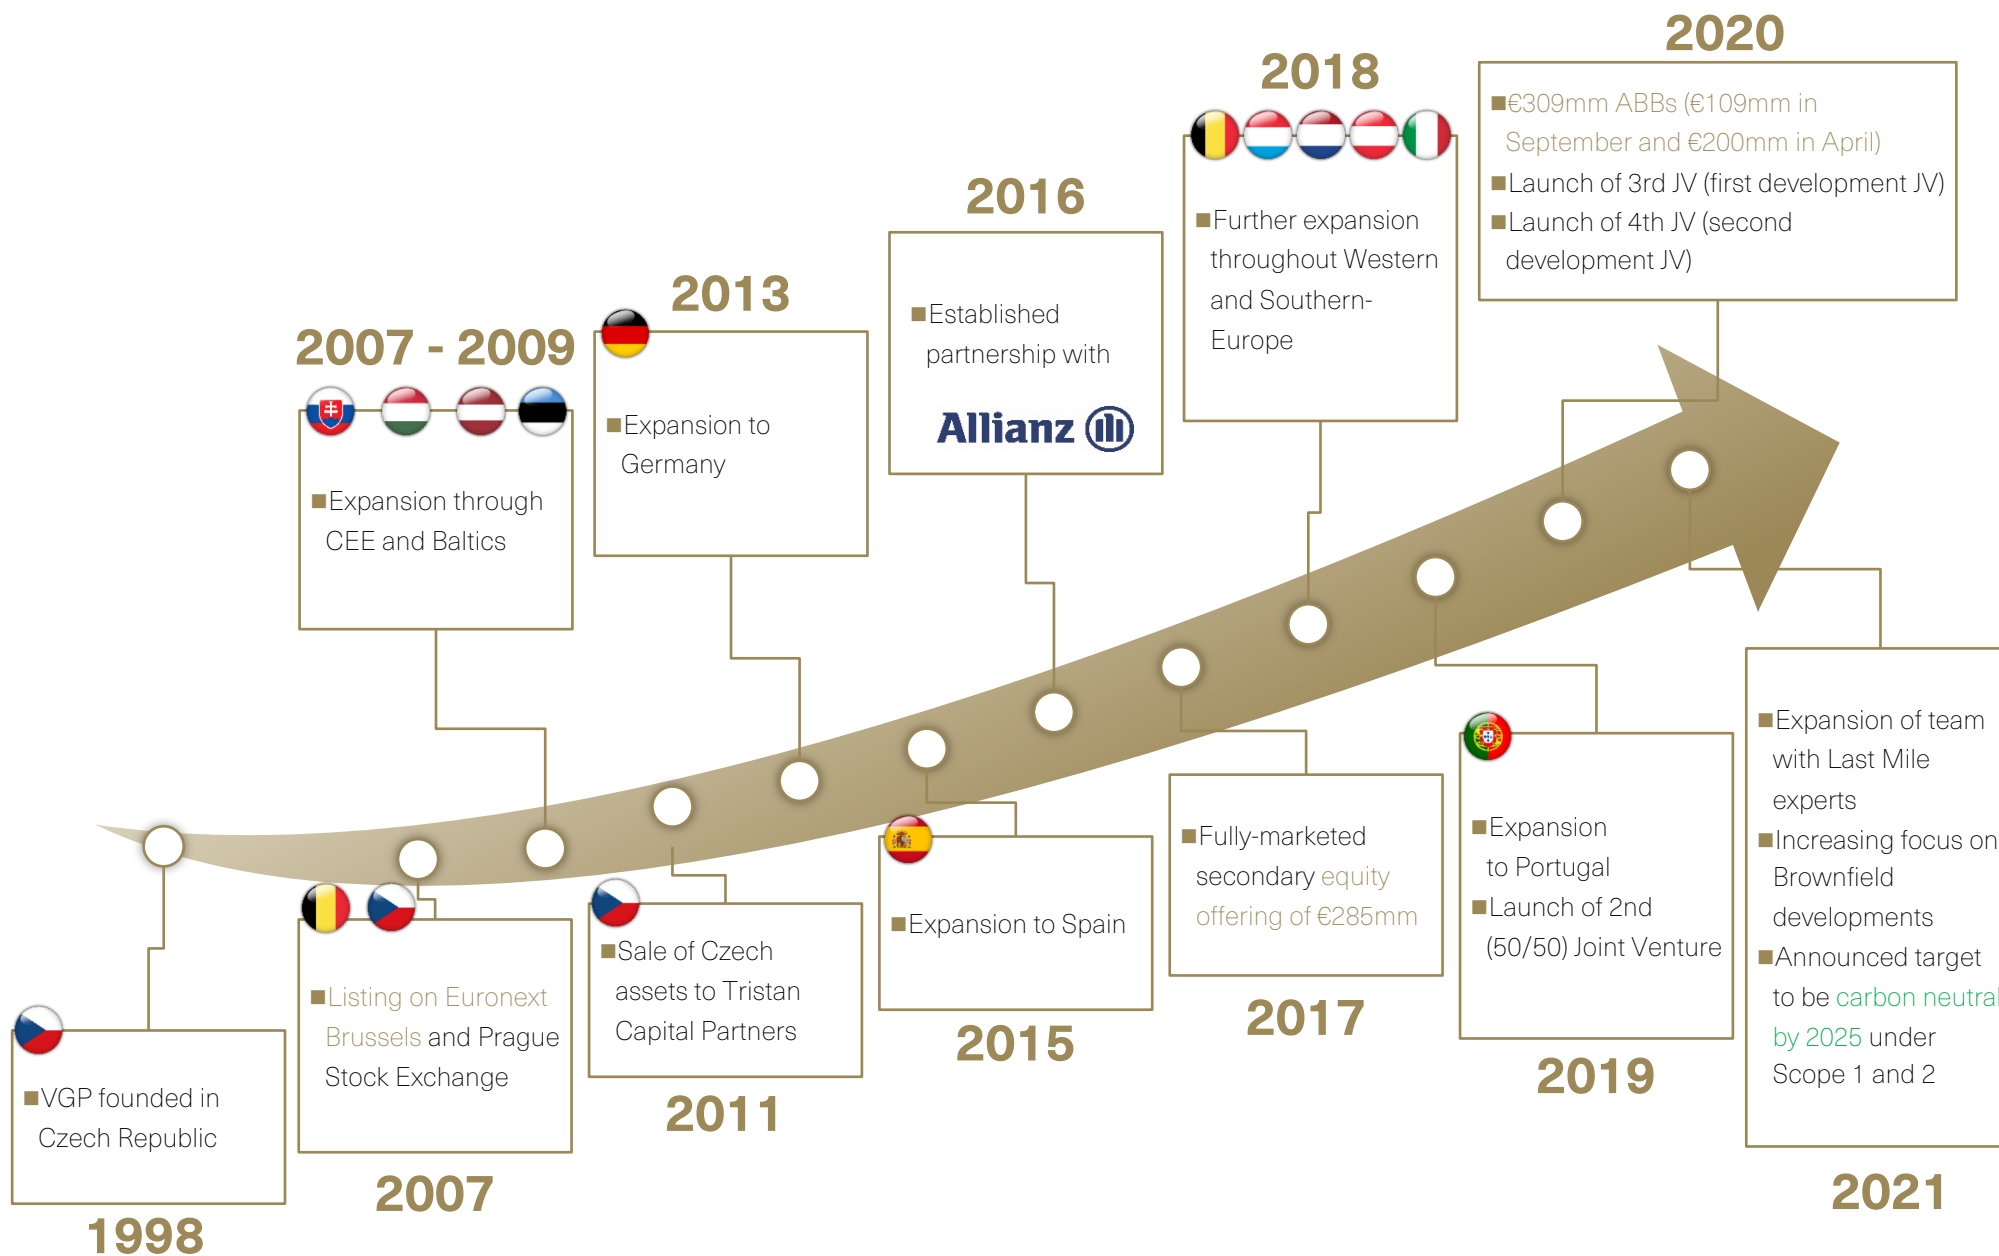 2020
■€309mm ABBs (€109mm in
September and €200mm in April)
■Launch of 3rd JV (first development JV)
■Launch of 4th JV (second
development JV)
2018
■Further expansion
throughout Western
and Southern-
Europe
2016
■Established
partnership with
Allianz
2013
■Expansion to
Germany
2007 - 2009
■Expansion through
CEE and Baltics
■VGP founded in
Czech Republic
1998
■Listing on Euronext
Brussels and Prague
Stock Exchange
2007
■Sale of Czech
assets to Tristan
Capital Partners
2011
■Expansion to Spain
2015
■Fully-marketed
secondary equity
offering of €285mm
2017
■Expansion
to Portugal
■Launch of 2nd
(50/50) Joint Venture
2019
■Expansion of team
with Last Mile
experts
■Increasing focus on
Brownfield
developments
■Announced target
to be carbon neutral
by 2025 under
Scope 1 and 2
2021